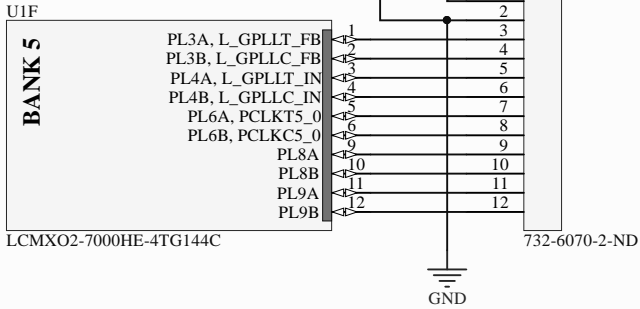 U1F
BANK 5
PL3A, L_GPLLT_FB 1
PL3B, L_GPLLC_FB 2
PL4A, L_GPLLT_IN 3
PL4B, L_GPLLC_IN 4
PL6A, PCLKT5_0 5
PL6B, PCLKC5_0 6
PL8A 9
PL8B 10
PL9A 11
PL9B 12
LCMXO2-7000HE-4TG144C
2
3
4
5
6
7
8
9
10
11
12
732-6070-2-ND
GND